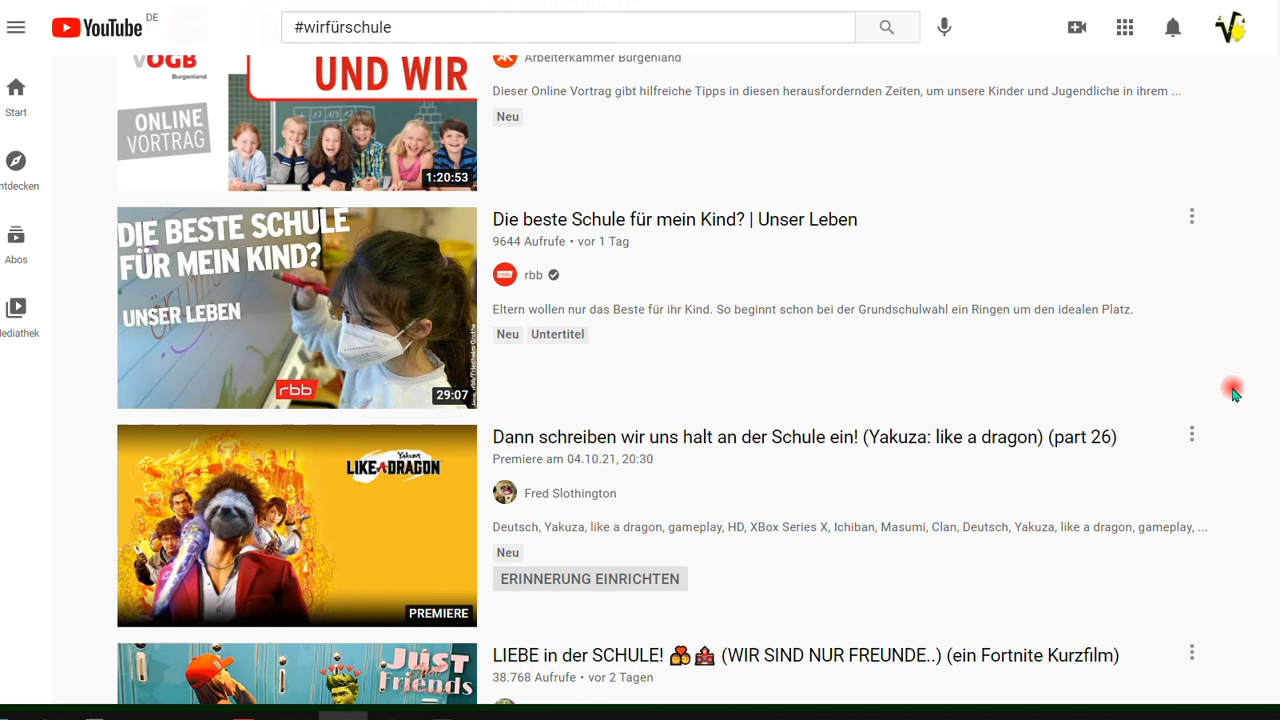 YouTube DE
#wirfürschule
VOGB
Burgenland
UND WIR
ONLINE
VORTRAG
1:20:53
Arbeiterkammer Burgenland
Dieser Online Vortrag gibt hilfreiche Tipps in diesen herausfordernden Zeiten, um unsere Kinder und Jugendliche in ihrem ...
Neu
Start
ntdecken
Abos
lediathek
DIE BESTE SCHULE
FÜR MEIN KIND?
UNSER LEBEN
rbb
29:07
Die beste Schule für mein Kind? | Unser Leben
9644 Aufrufe • vor 1 Tag
rbb
Eltern wollen nur das Beste für ihr Kind. So beginnt schon bei der Grundschulwahl ein Ringen um den idealen Platz.
Neu Untertitel
Yakuza
LIKE A DRAGON
PREMIERE
Dann schreiben wir uns halt an der Schule ein! (Yakuza: like a dragon) (part 26)
Premiere am 04.10.21, 20:30
Fred Slothington
Deutsch, Yakuza, like a dragon, gameplay, HD, XBox Series X, Ichiban, Masumi, Clan, Deutsch, Yakuza, like a dragon, gameplay, ...
Neu
ERINNERUNG EINRICHTEN
JUST
Friends
LIEBE in der SCHULE! 💏🏩 (WIR SIND NUR FREUNDE..) (ein Fortnite Kurzfilm)
38.768 Aufrufe • vor 2 Tagen